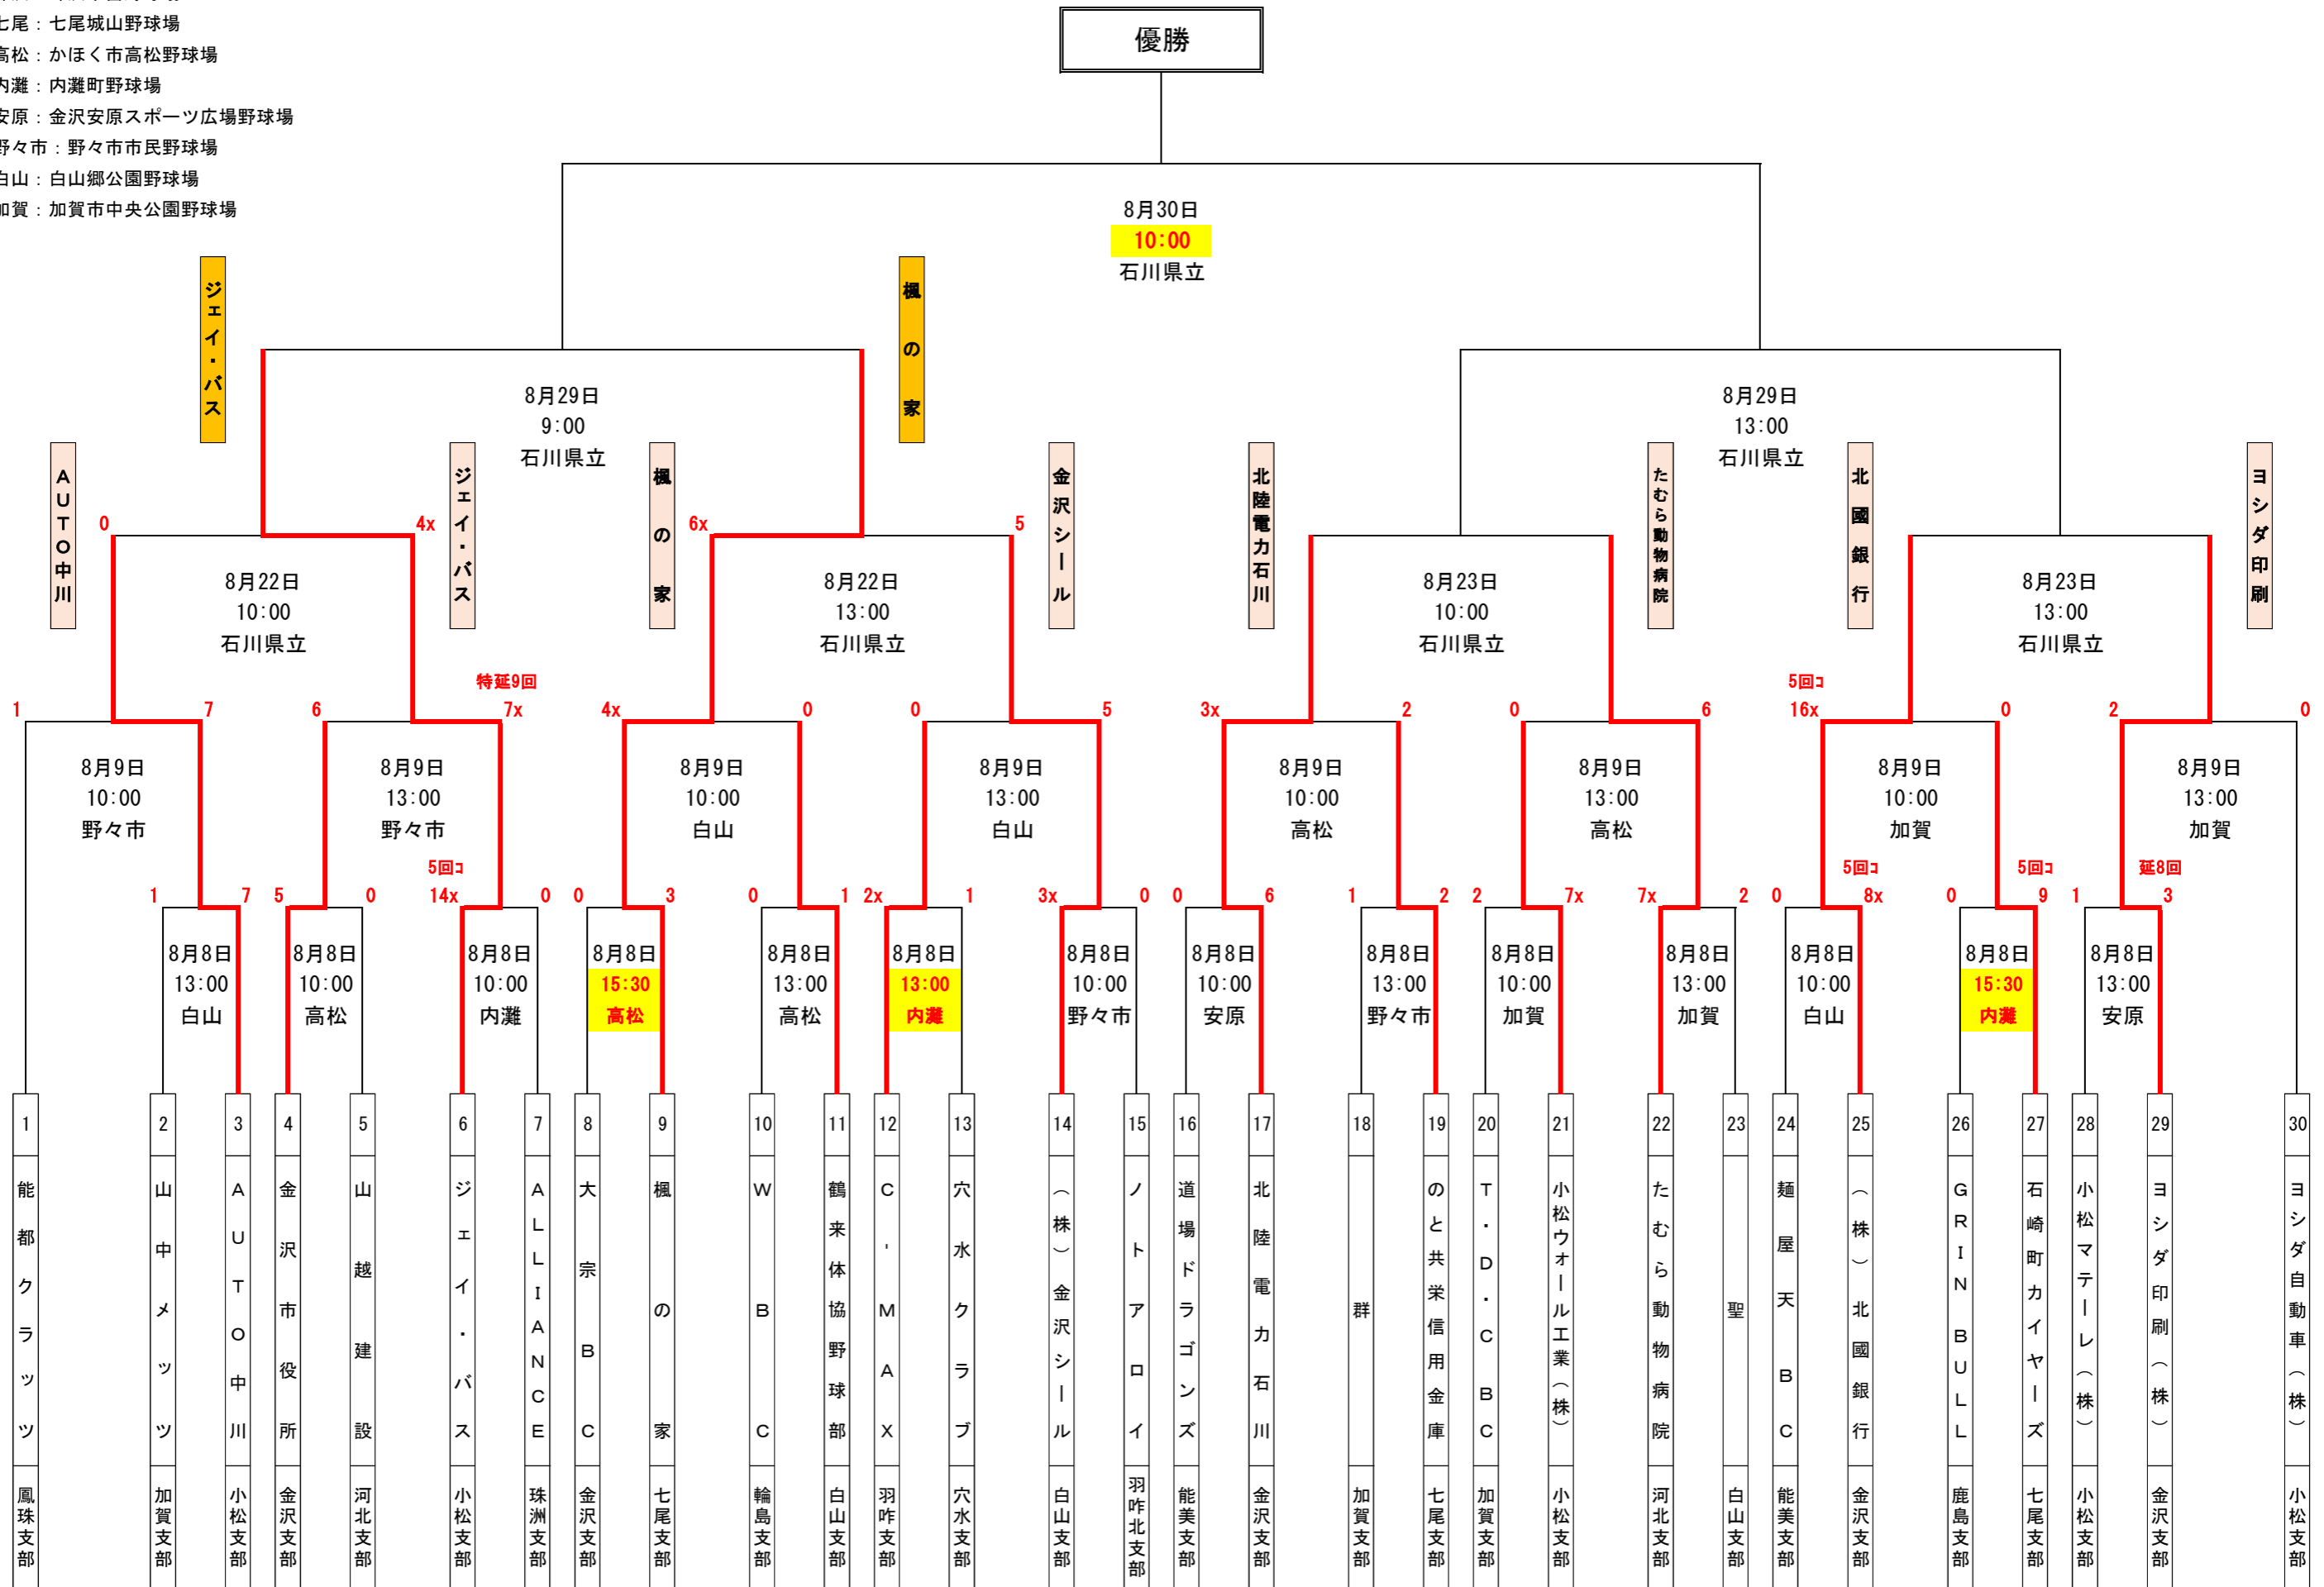 七尾：七尾城山野球場
高松：かほく市高松野球場
内灘：内灘町野球場
安原：金沢安原スポーツ広場野球場
野々市：野々市市民野球場
白山：白山郷公園野球場
加賀：加賀市中央公園野球場
優勝
8月30日
10:00
石川県立
ジェイ・バス
楓の家
8月29日
9:00
石川県立
8月29日
13:00
石川県立
AUTO中川
ジェイ・バス
楓の家
金沢シール
北陸電力石川
たむら動物病院
北國銀行
ヨシダ印刷
0
4x
6x
5
8月22日
10:00
石川県立
8月22日
13:00
石川県立
8月23日
10:00
石川県立
8月23日
13:00
石川県立
特延9回
5回コ
1
7
6
7x
4x
0
0
5
3x
2
0
6
16x
0
2
0
8月9日
10:00
野々市
8月9日
13:00
野々市
8月9日
10:00
白山
8月9日
13:00
白山
8月9日
10:00
高松
8月9日
13:00
高松
8月9日
10:00
加賀
8月9日
13:00
加賀
5回コ
5回コ
5回コ
延8回
1
7
5
0
14x
0
0
3
0
1
2x
1
3x
0
0
6
1
2
2
7x
7x
2
0
8x
0
9
1
3
8月8日
13:00
白山
8月8日
10:00
高松
8月8日
10:00
内灘
8月8日
15:30
高松
8月8日
13:00
高松
8月8日
13:00
内灘
8月8日
10:00
野々市
8月8日
10:00
安原
8月8日
13:00
野々市
8月8日
10:00
加賀
8月8日
13:00
加賀
8月8日
10:00
白山
8月8日
15:30
内灘
8月8日
13:00
安原
1
能都クラッツ
鳳珠支部
2
山中メッツ
加賀支部
3
AUTO中川
小松支部
4
金沢市役所
金沢支部
5
山越建設
河北支部
6
ジェイ・バス
小松支部
7
ALLIANCE
珠洲支部
8
大宗BC
金沢支部
9
楓の家
七尾支部
10
WBC
輪島支部
11
鶴来体協野球部
白山支部
12
C'MAX
羽咋支部
13
穴水クラブ
穴水支部
14
（株）金沢シール
白山支部
15
ノトアロイ
羽咋北支部
16
道場ドラゴンズ
能美支部
17
北陸電力石川
金沢支部
18
群
加賀支部
19
のと共栄信用金庫
七尾支部
20
T・D・C BC
加賀支部
21
小松ウォール工業（株）
小松支部
22
たむら動物病院
河北支部
23
聖
白山支部
24
麺屋天 BC
能美支部
25
（株）北國銀行
金沢支部
26
GRIN BULL
鹿島支部
27
石崎町カイヤーズ
七尾支部
28
小松マテーレ（株）
小松支部
29
ヨシダ印刷（株）
金沢支部
30
ヨシダ自動車（株）
小松支部